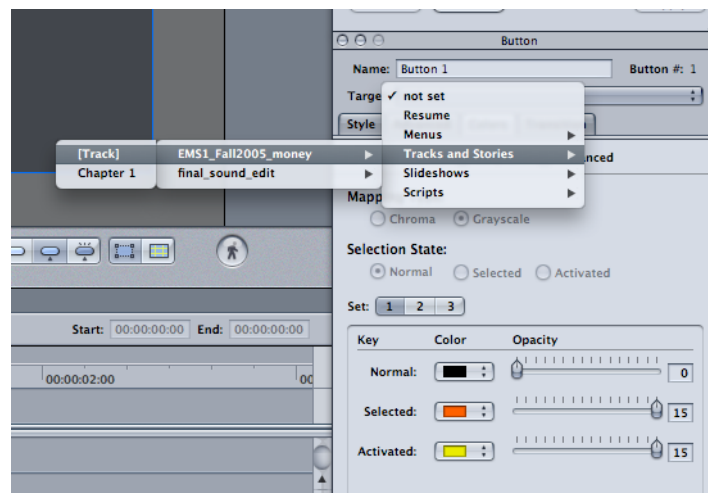 Button
Name: Button 1 Button #: 1
Targe ✓ not set
Resume
Style
Menus
[Track] EMS1_Fall2005_money Tracks and Stories
Chapter 1 final_sound_edit Slideshows
Scripts
Chroma Grayscale
Selection State:
Normal Selected Activated
Set: 1 2 3
Start: 00:00:00:00 End: 00:00:00:00
Key Color Opacity
00:00:02:00 00
Normal: 0
Selected: 15
Activated: 15